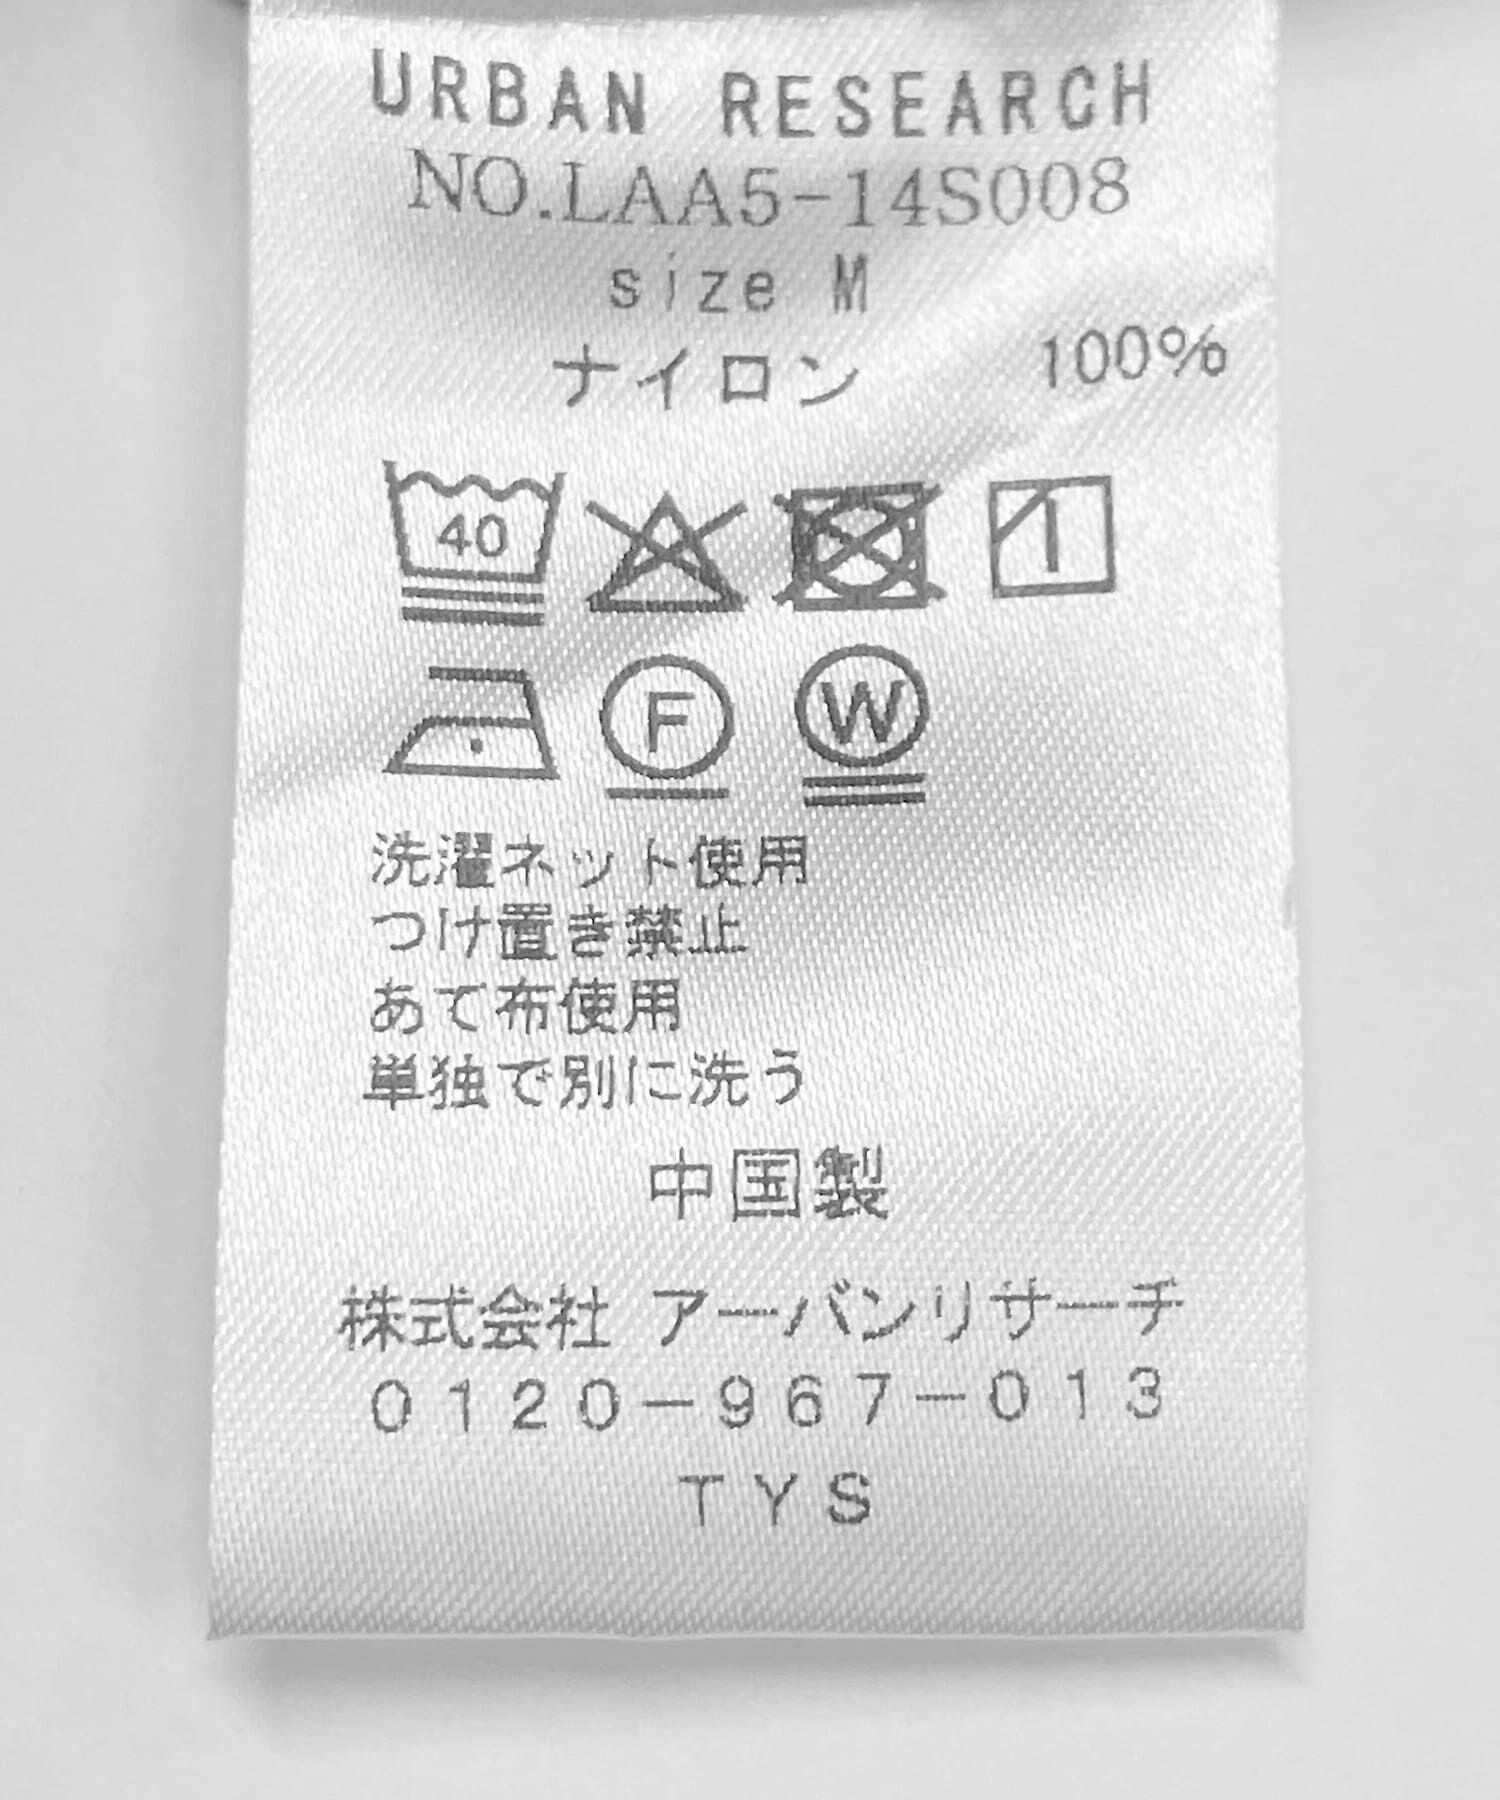 URBAN RESEARCH
NO.LAA5-14S008
size M
ナイロン 100%
40
F W
洗濯ネット使用
つけ置き禁止
あて布使用
単独で別に洗う
中国製
株式会社 アーバンリサーチ
0120-967-013
TYS